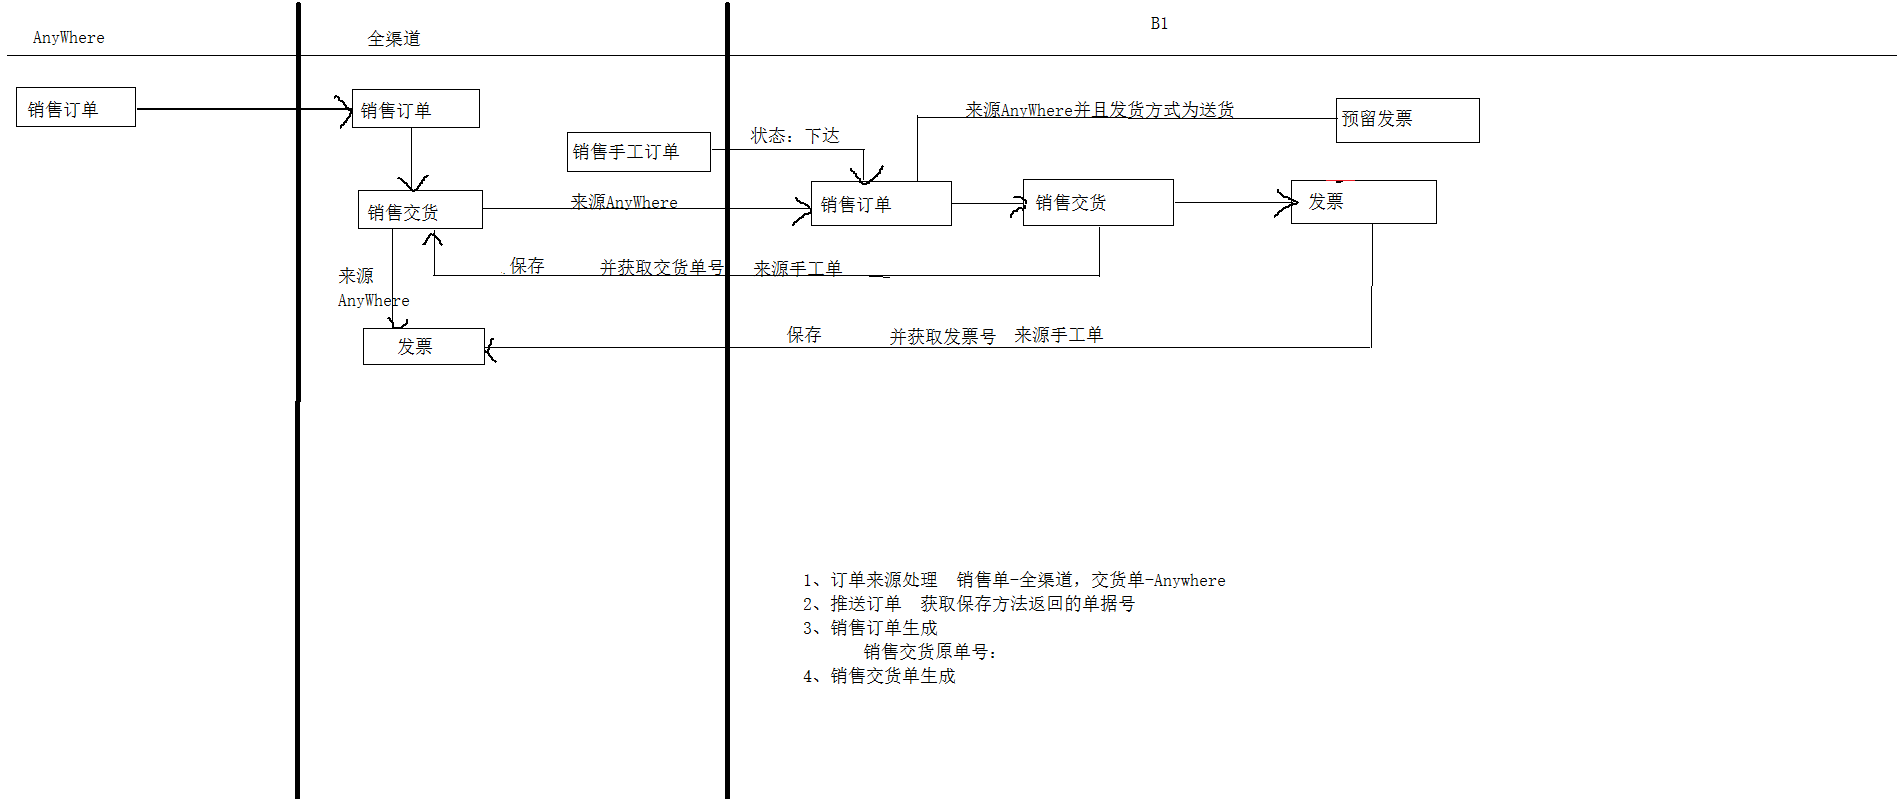 AnyWhere
全渠道
B1
销售订单
销售订单
销售手工订单
状态：下达
来源AnyWhere并且发货方式为送货
预留发票
销售交货
来源AnyWhere
销售订单
销售交货
发票
来源
AnyWhere
保存
并获取交货单号
来源手工单
发票
保存
并获取发票号
来源手工单
1、订单来源处理 销售单-全渠道，交货单-Anywhere
2、推送订单 获取保存方法返回的单据号
3、销售订单生成
销售交货原单号：
4、销售交货单生成